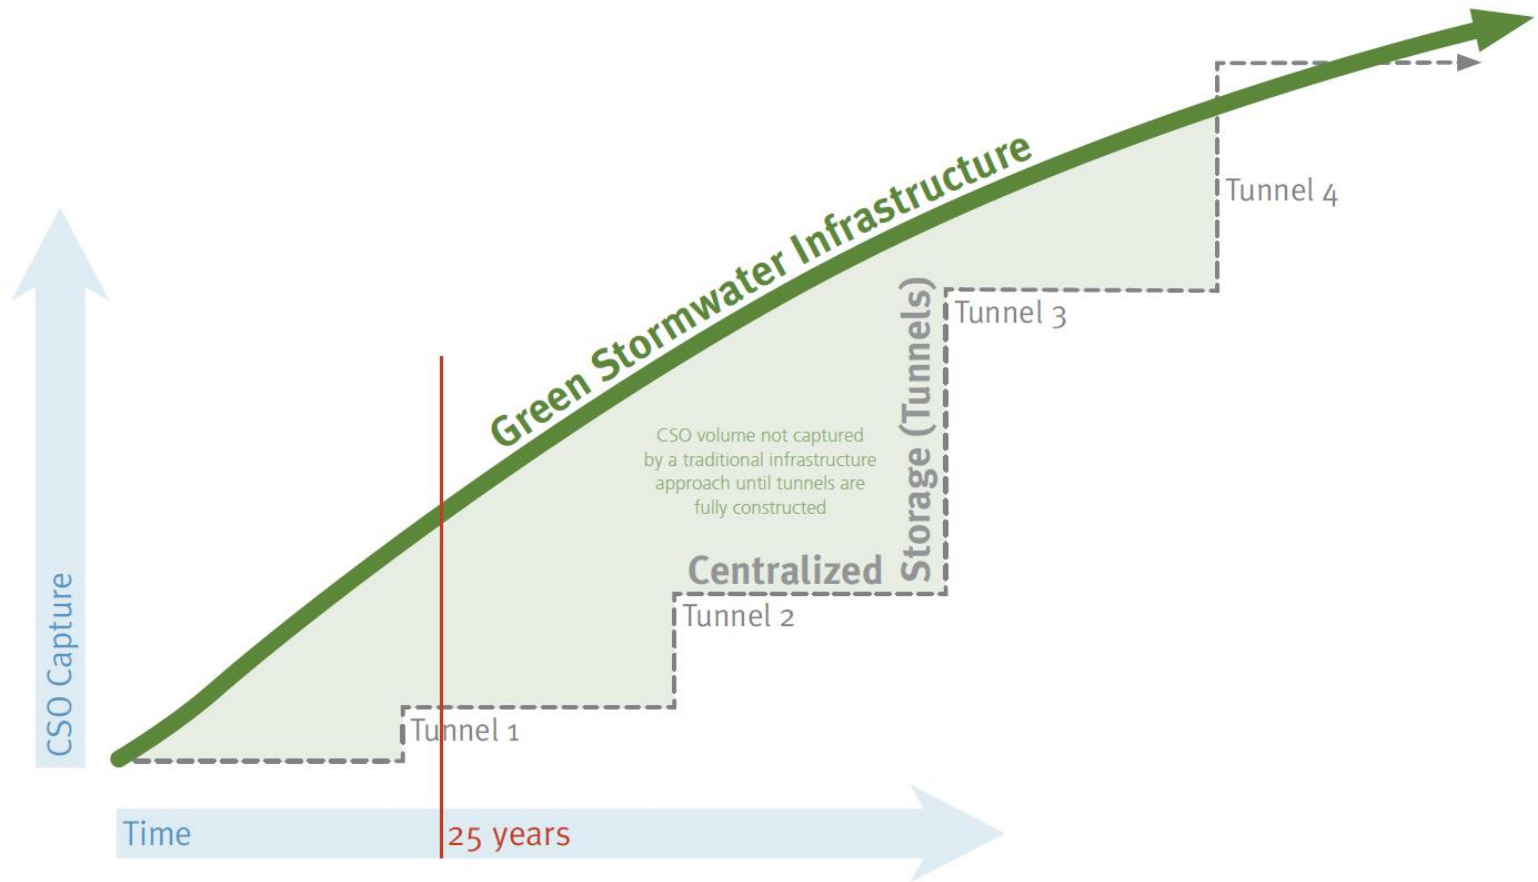 Green Stormwater Infrastructure
Tunnel 4
Storage (Tunnels)
Tunnel 3
CSO volume not captured
by a traditional infrastructure
approach until tunnels are
fully constructed
Centralized
Tunnel 2
CSO Capture
Tunnel 1
Time
25 years